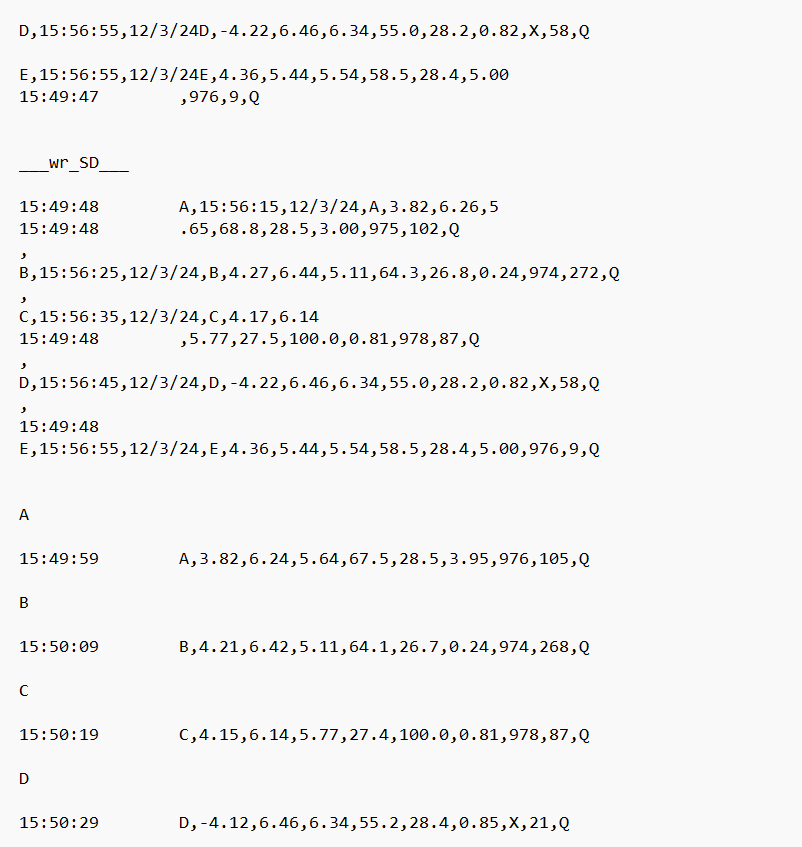 D,15:56:55,12/3/24D,-4.22,6.46,6.34,55.0,28.2,0.82,X,58,Q
E,15:56:55,12/3/24E,4.36,5.44,5.54,58.5,28.4,5.00
15:49:47        ,976,9,Q
___wr_SD___
15:49:48        A,15:56:15,12/3/24,A,3.82,6.26,5
15:49:48        .65,68.8,28.5,3.00,975,102,Q
,
B,15:56:25,12/3/24,B,4.27,6.44,5.11,64.3,26.8,0.24,974,272,Q
,
C,15:56:35,12/3/24,C,4.17,6.14
15:49:48        ,5.77,27.5,100.0,0.81,978,87,Q
,
D,15:56:45,12/3/24,D,-4.22,6.46,6.34,55.0,28.2,0.82,X,58,Q
,
15:49:48
E,15:56:55,12/3/24,E,4.36,5.44,5.54,58.5,28.4,5.00,976,9,Q
A
15:49:59        A,3.82,6.24,5.64,67.5,28.5,3.95,976,105,Q
B
15:50:09        B,4.21,6.42,5.11,64.1,26.7,0.24,974,268,Q
C
15:50:19        C,4.15,6.14,5.77,27.4,100.0,0.81,978,87,Q
D
15:50:29        D,-4.12,6.46,6.34,55.2,28.4,0.85,X,21,Q